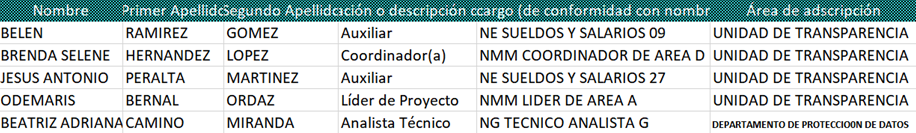 Nombre Primer Apellido Segundo Apellido ación o descripción c cargo (de conformidad con nombr Área de adscripción
BELEN RAMIREZ GOMEZ Auxiliar NE SUELDOS Y SALARIOS 09 UNIDAD DE TRANSPARENCIA
BRENDA SELENE HERNANDEZ LOPEZ Coordinador(a) NMM COORDINADOR DE AREA D UNIDAD DE TRANSPARENCIA
JESUS ANTONIO PERALTA MARTINEZ Auxiliar NE SUELDOS Y SALARIOS 27 UNIDAD DE TRANSPARENCIA
ODEMARIS BERNAL ORDAZ Líder de Proyecto NMM LIDER DE AREA A UNIDAD DE TRANSPARENCIA
BEATRIZ ADRIANA CAMINO MIRANDA Analista Técnico NG TECNICO ANALISTA G DEPARTAMENTO DE PROTECCIOON DE DATOS